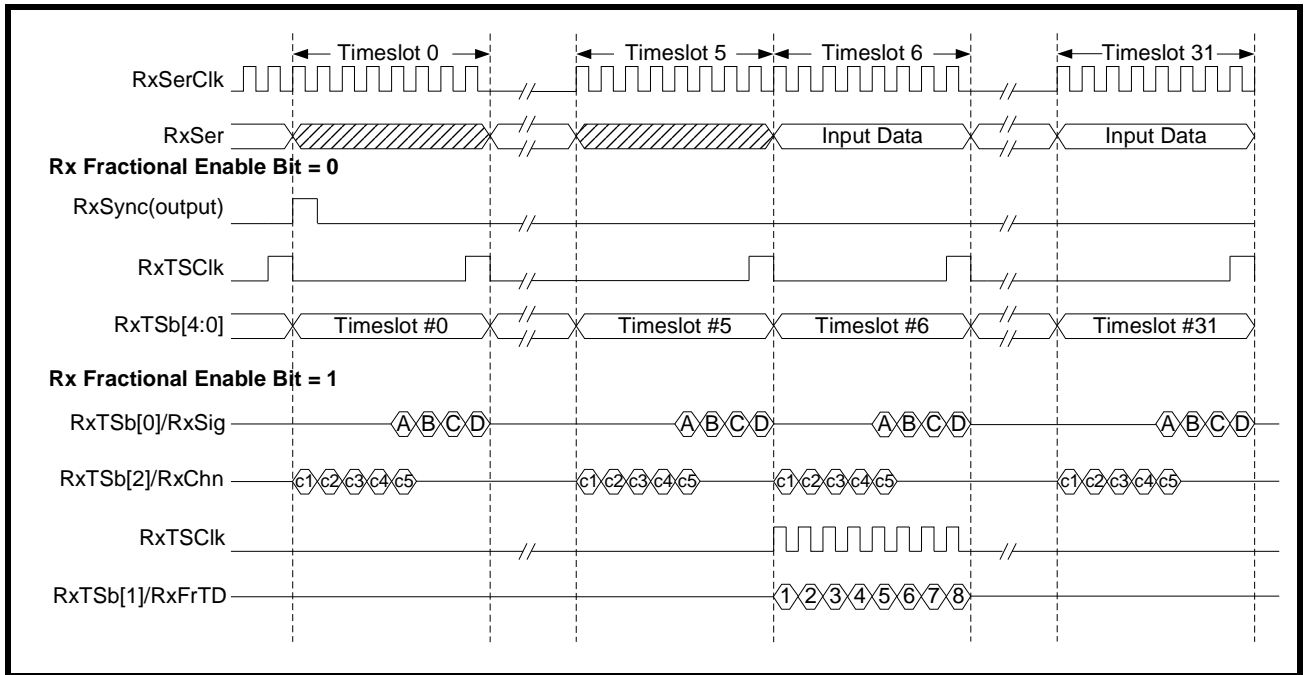 Timeslot 0 Timeslot 5 Timeslot 6 Timeslot 31
RxSerClk
RxSer Input Data Input Data
Rx Fractional Enable Bit = 0
RxSync(output)
RxTSClk
RxTSb[4:0] Timeslot #0 Timeslot #5 Timeslot #6 Timeslot #31
Rx Fractional Enable Bit = 1
RxTSb[0]/RxSig A B C D A B C D A B C D A B C D
RxTSb[2]/RxChn c1 c2 c3 c4 c5 c1 c2 c3 c4 c5 c1 c2 c3 c4 c5 c1 c2 c3 c4 c5
RxTSClk
RxTSb[1]/RxFrTD 1 2 3 4 5 6 7 8